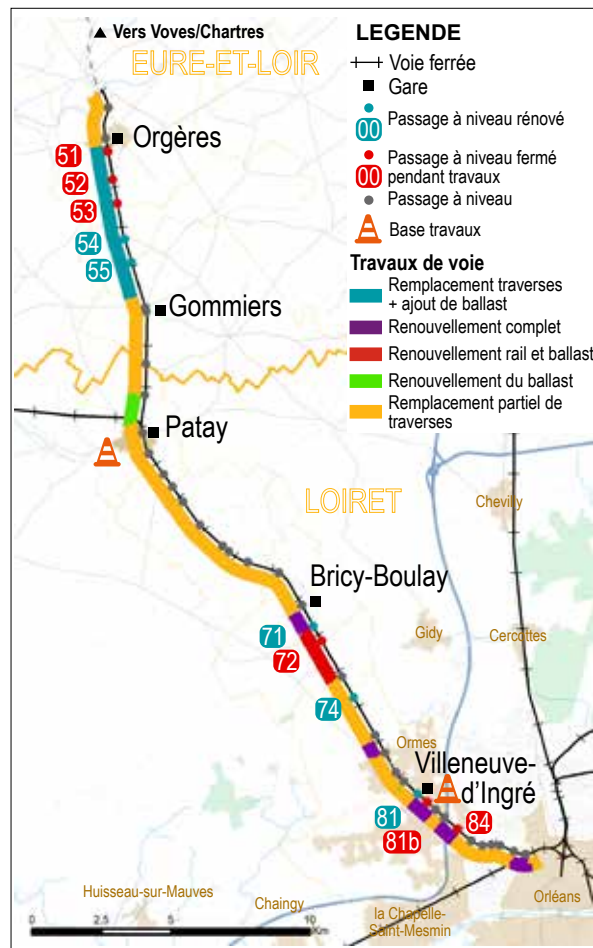 ▲ Vers Voves/Chartres
EURE-ET-LOIR
Orgères
51
52
53
54
55
Gommiers
Patay
LOIRET
Chevilly
Bricy-Boulay
Gidy
Cercottes
71
72
74
Ormes
Villeneuve-
d'Ingré
81
81b
84
Huisseau-sur-Mauves
Chaingy
la Chapelle-
Saint-Mesmin
Orléans
0 2.5 5 10
Km
LEGENDE
Voie ferrée
Gare
00 Passage à niveau rénové
00 Passage à niveau fermé
pendant travaux
Passage à niveau
Base travaux
Travaux de voie
Remplacement traverses
+ ajout de ballast
Renouvellement complet
Renouvellement rail et ballast
Renouvellement du ballast
Remplacement partiel de
traverses